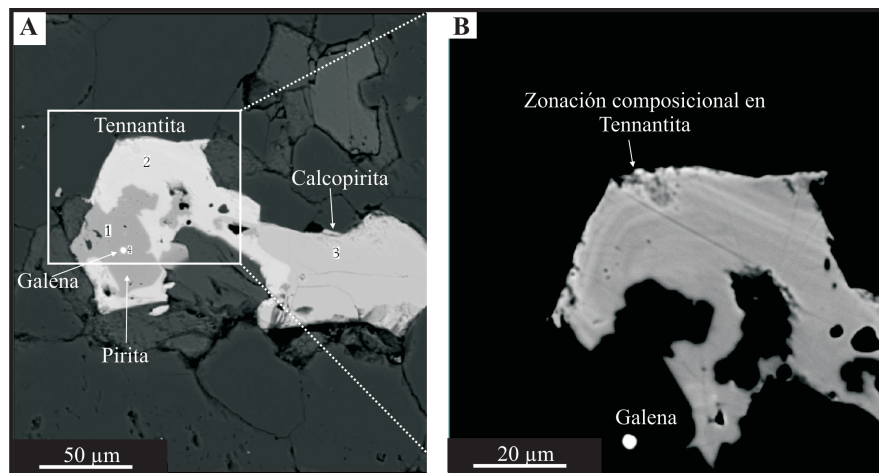 A
Tennantita
2
Calcopirita
1
3
4
Galena
Pirita
50 µm
B
Zonación composicional en
Tennantita
Galena
20 µm